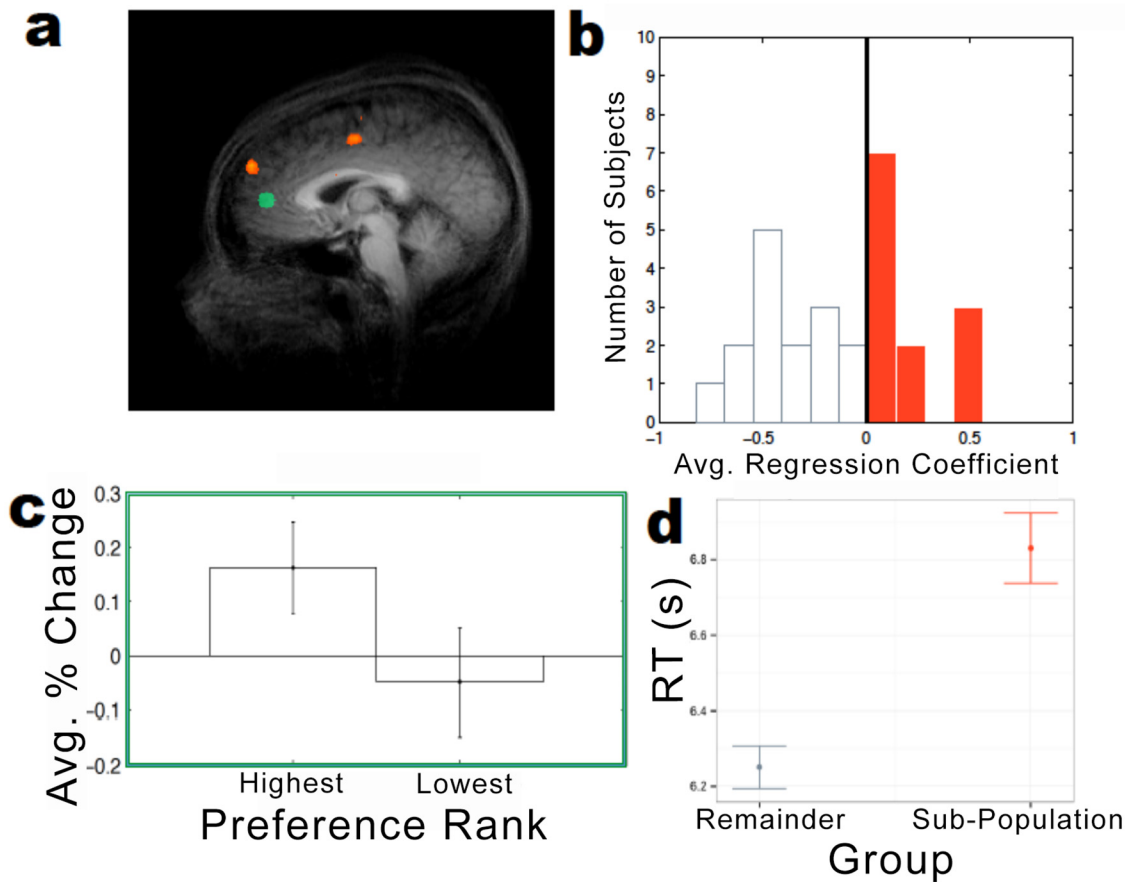 a
b
10
9
8
7
6
5
4
3
2
1
0
Number of Subjects
−1
−0.5
0
0.5
1
Avg. Regression Coefficient
c
0.3
0.2
0.1
0
−0.1
−0.2
Avg. % Change
Highest
Lowest
Preference Rank
d
6.8
6.6
6.4
6.2
RT (s)
Remainder
Sub-Population
Group